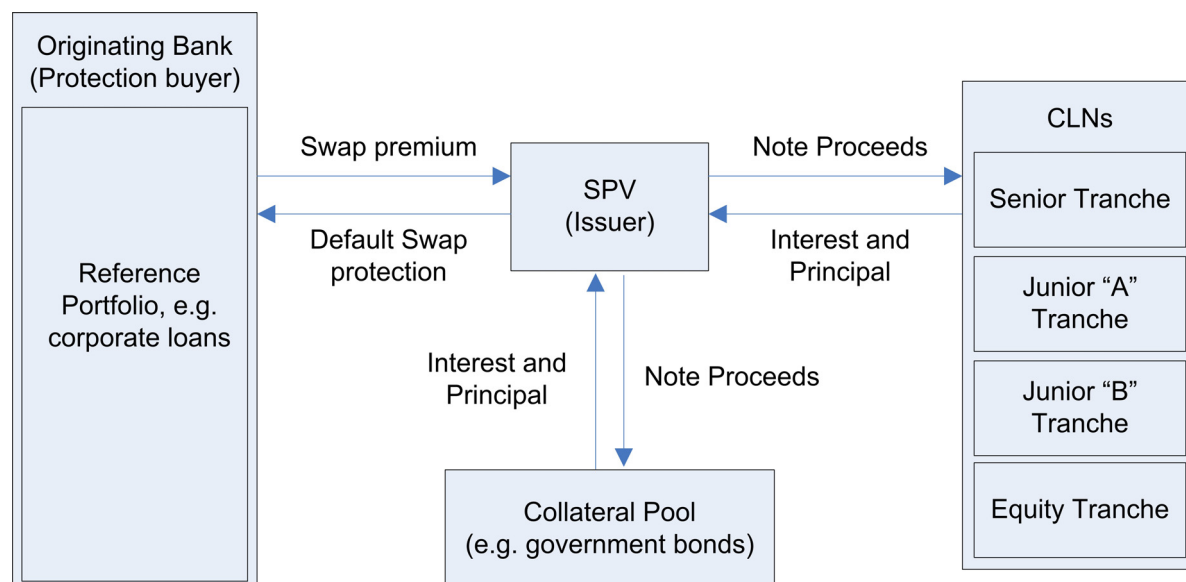 Originating Bank
(Protection buyer)
Reference
Portfolio, e.g.
corporate loans
Swap premium
Default Swap
protection
SPV
(Issuer)
Note Proceeds
Interest and
Principal
Interest and
Principal
Note Proceeds
Collateral Pool
(e.g. government bonds)
CLNs
Senior Tranche
Junior “A”
Tranche
Junior “B”
Tranche
Equity Tranche